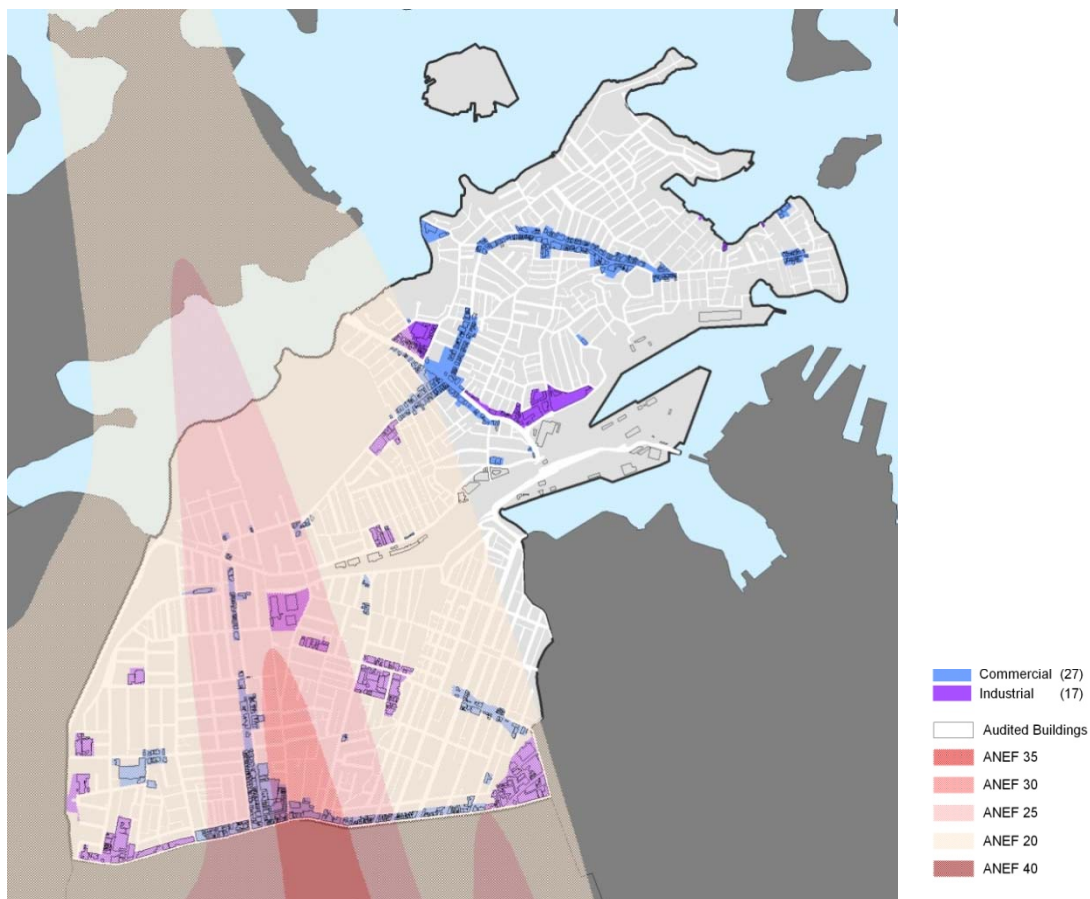 Commercial (27)
Industrial (17)
Audited Buildings
ANEF 35
ANEF 30
ANEF 25
ANEF 20
ANEF 40